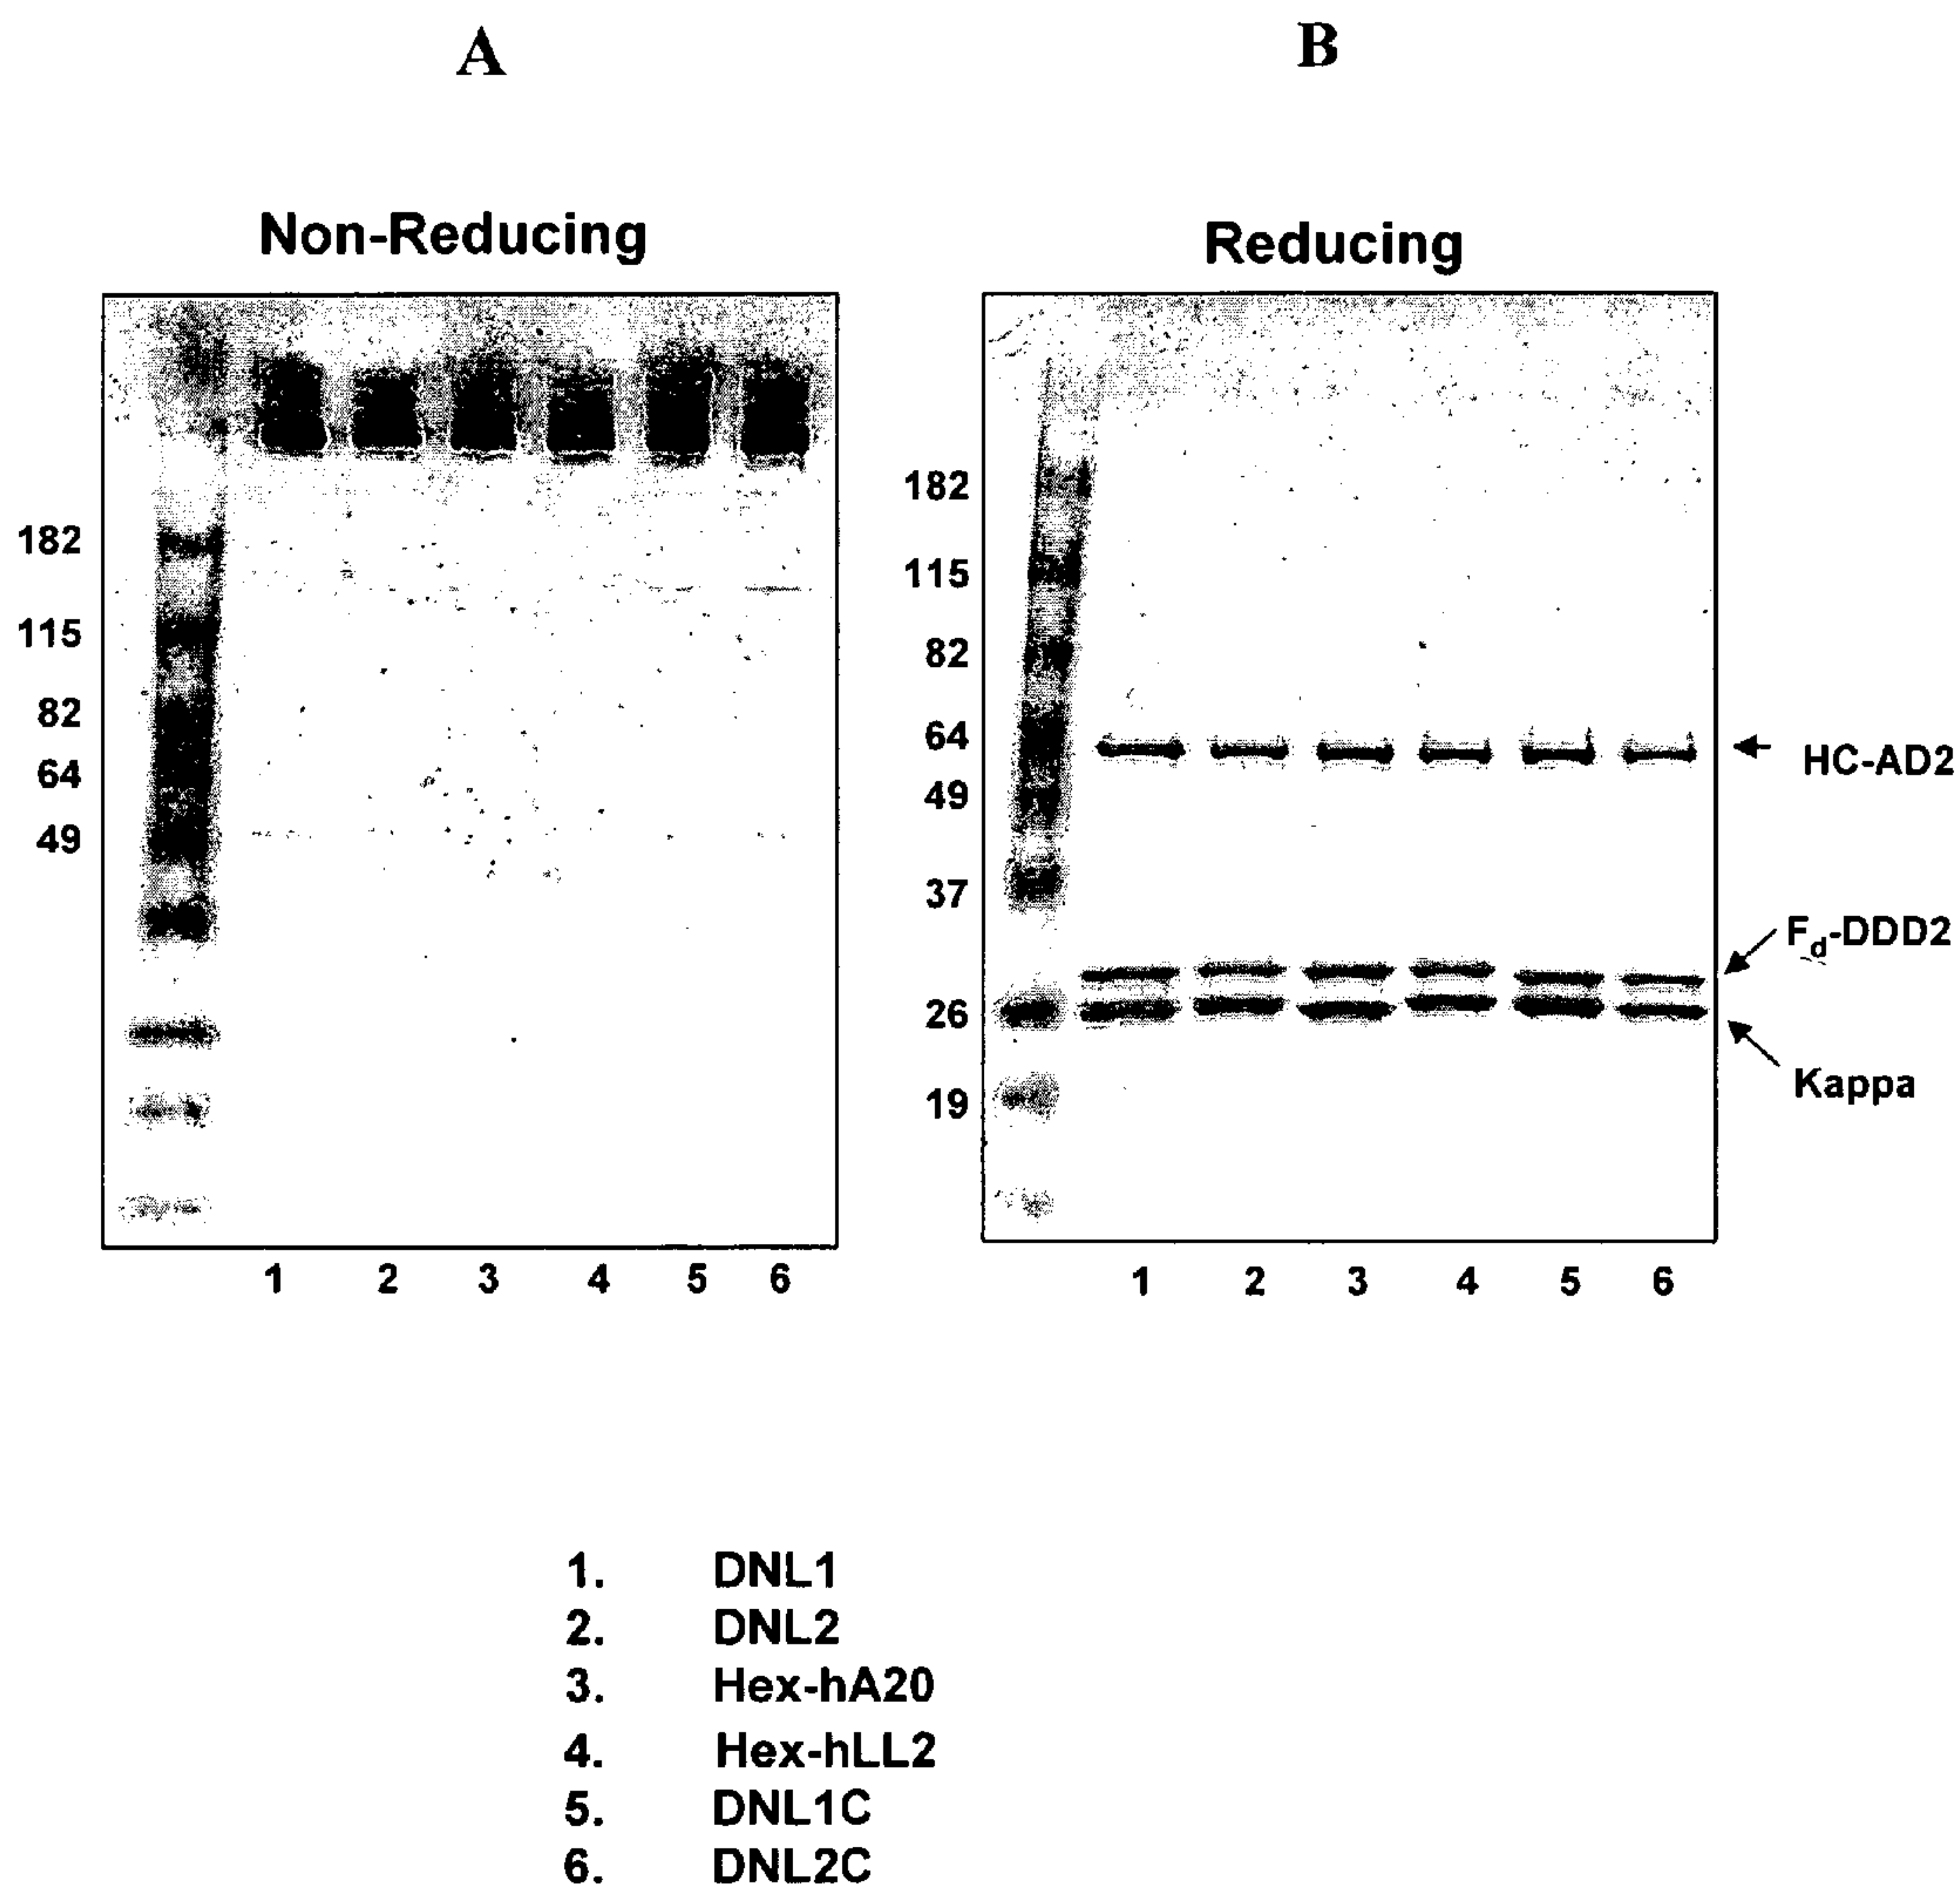 A
B
Non-Reducing
Reducing
182
115
82
64
49
182
115
82
64
49
37
26
19
HC-AD2
Fd-DDD2
Kappa
1 2 3 4 5 6
1 2 3 4 5 6
1. DNL1
2. DNL2
3. Hex-hA20
4. Hex-hLL2
5. DNL1C
6. DNL2C